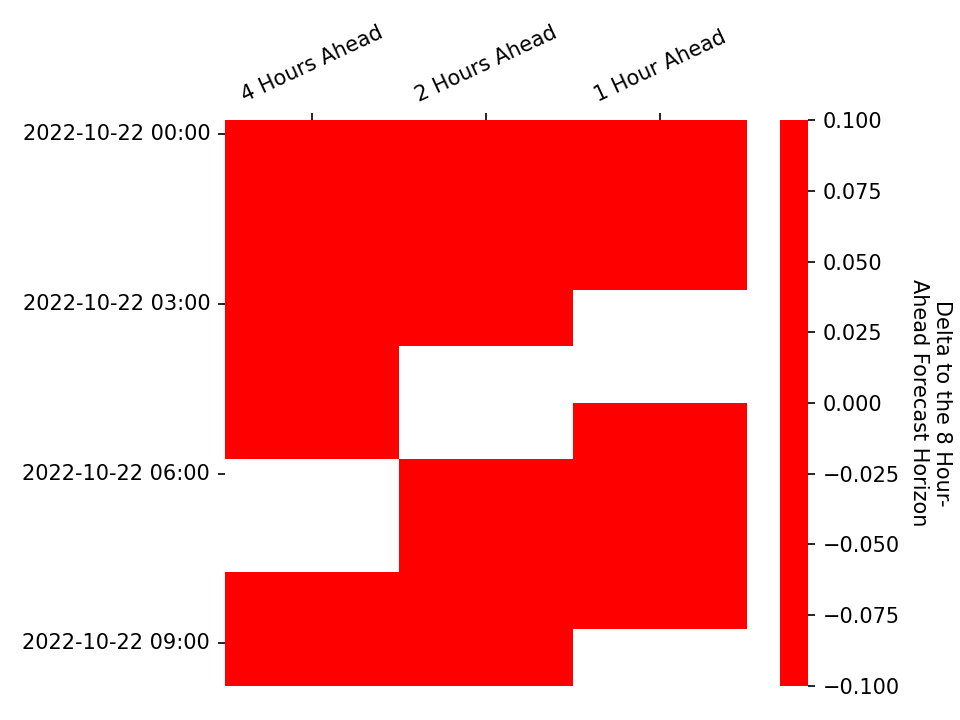 4 Hours Ahead
2 Hours Ahead
1 Hour Ahead
2022-10-22 00:00
2022-10-22 03:00
2022-10-22 06:00
2022-10-22 09:00
0.100
0.075
0.050
0.025
0.000
−0.025
−0.050
−0.075
−0.100
Delta to the 8 Hour-
Ahead Forecast Horizon